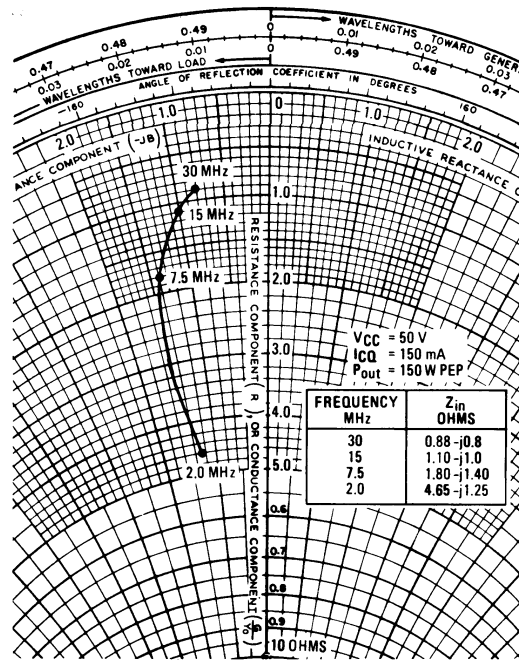 WAVELENGTHS TOWARD GENER
0.47 0.48 0.49 0 0.01 0.02 0.03
0.03 0.02 0.01 0 0.49 0.48 0.47
WAVELENGTHS TOWARD LOAD
ANGLE OF REFLECTION COEFFICIENT IN DEGREES
-160 160
2.0 1.0 0 1.0 2.0
ANCE COMPONENT (-JB)
INDUCTIVE REACTANCE
30 MHz
15 MHz
7.5 MHz
2.0 MHz
RESISTANCE COMPONENT (R), OR CONDUCTANCE COMPONENT
1.0
2.0
3.0
4.0
5.0
0.6
0.7
0.8
0.9
10 OHMS
VCC = 50 V
ICQ = 150 mA
Pout = 150 W PEP
FREQUENCY MHz Zin OHMS
30 0.88 -j0.8
15 1.10 -j1.0
7.5 1.80 -j1.40
2.0 4.65 -j1.25